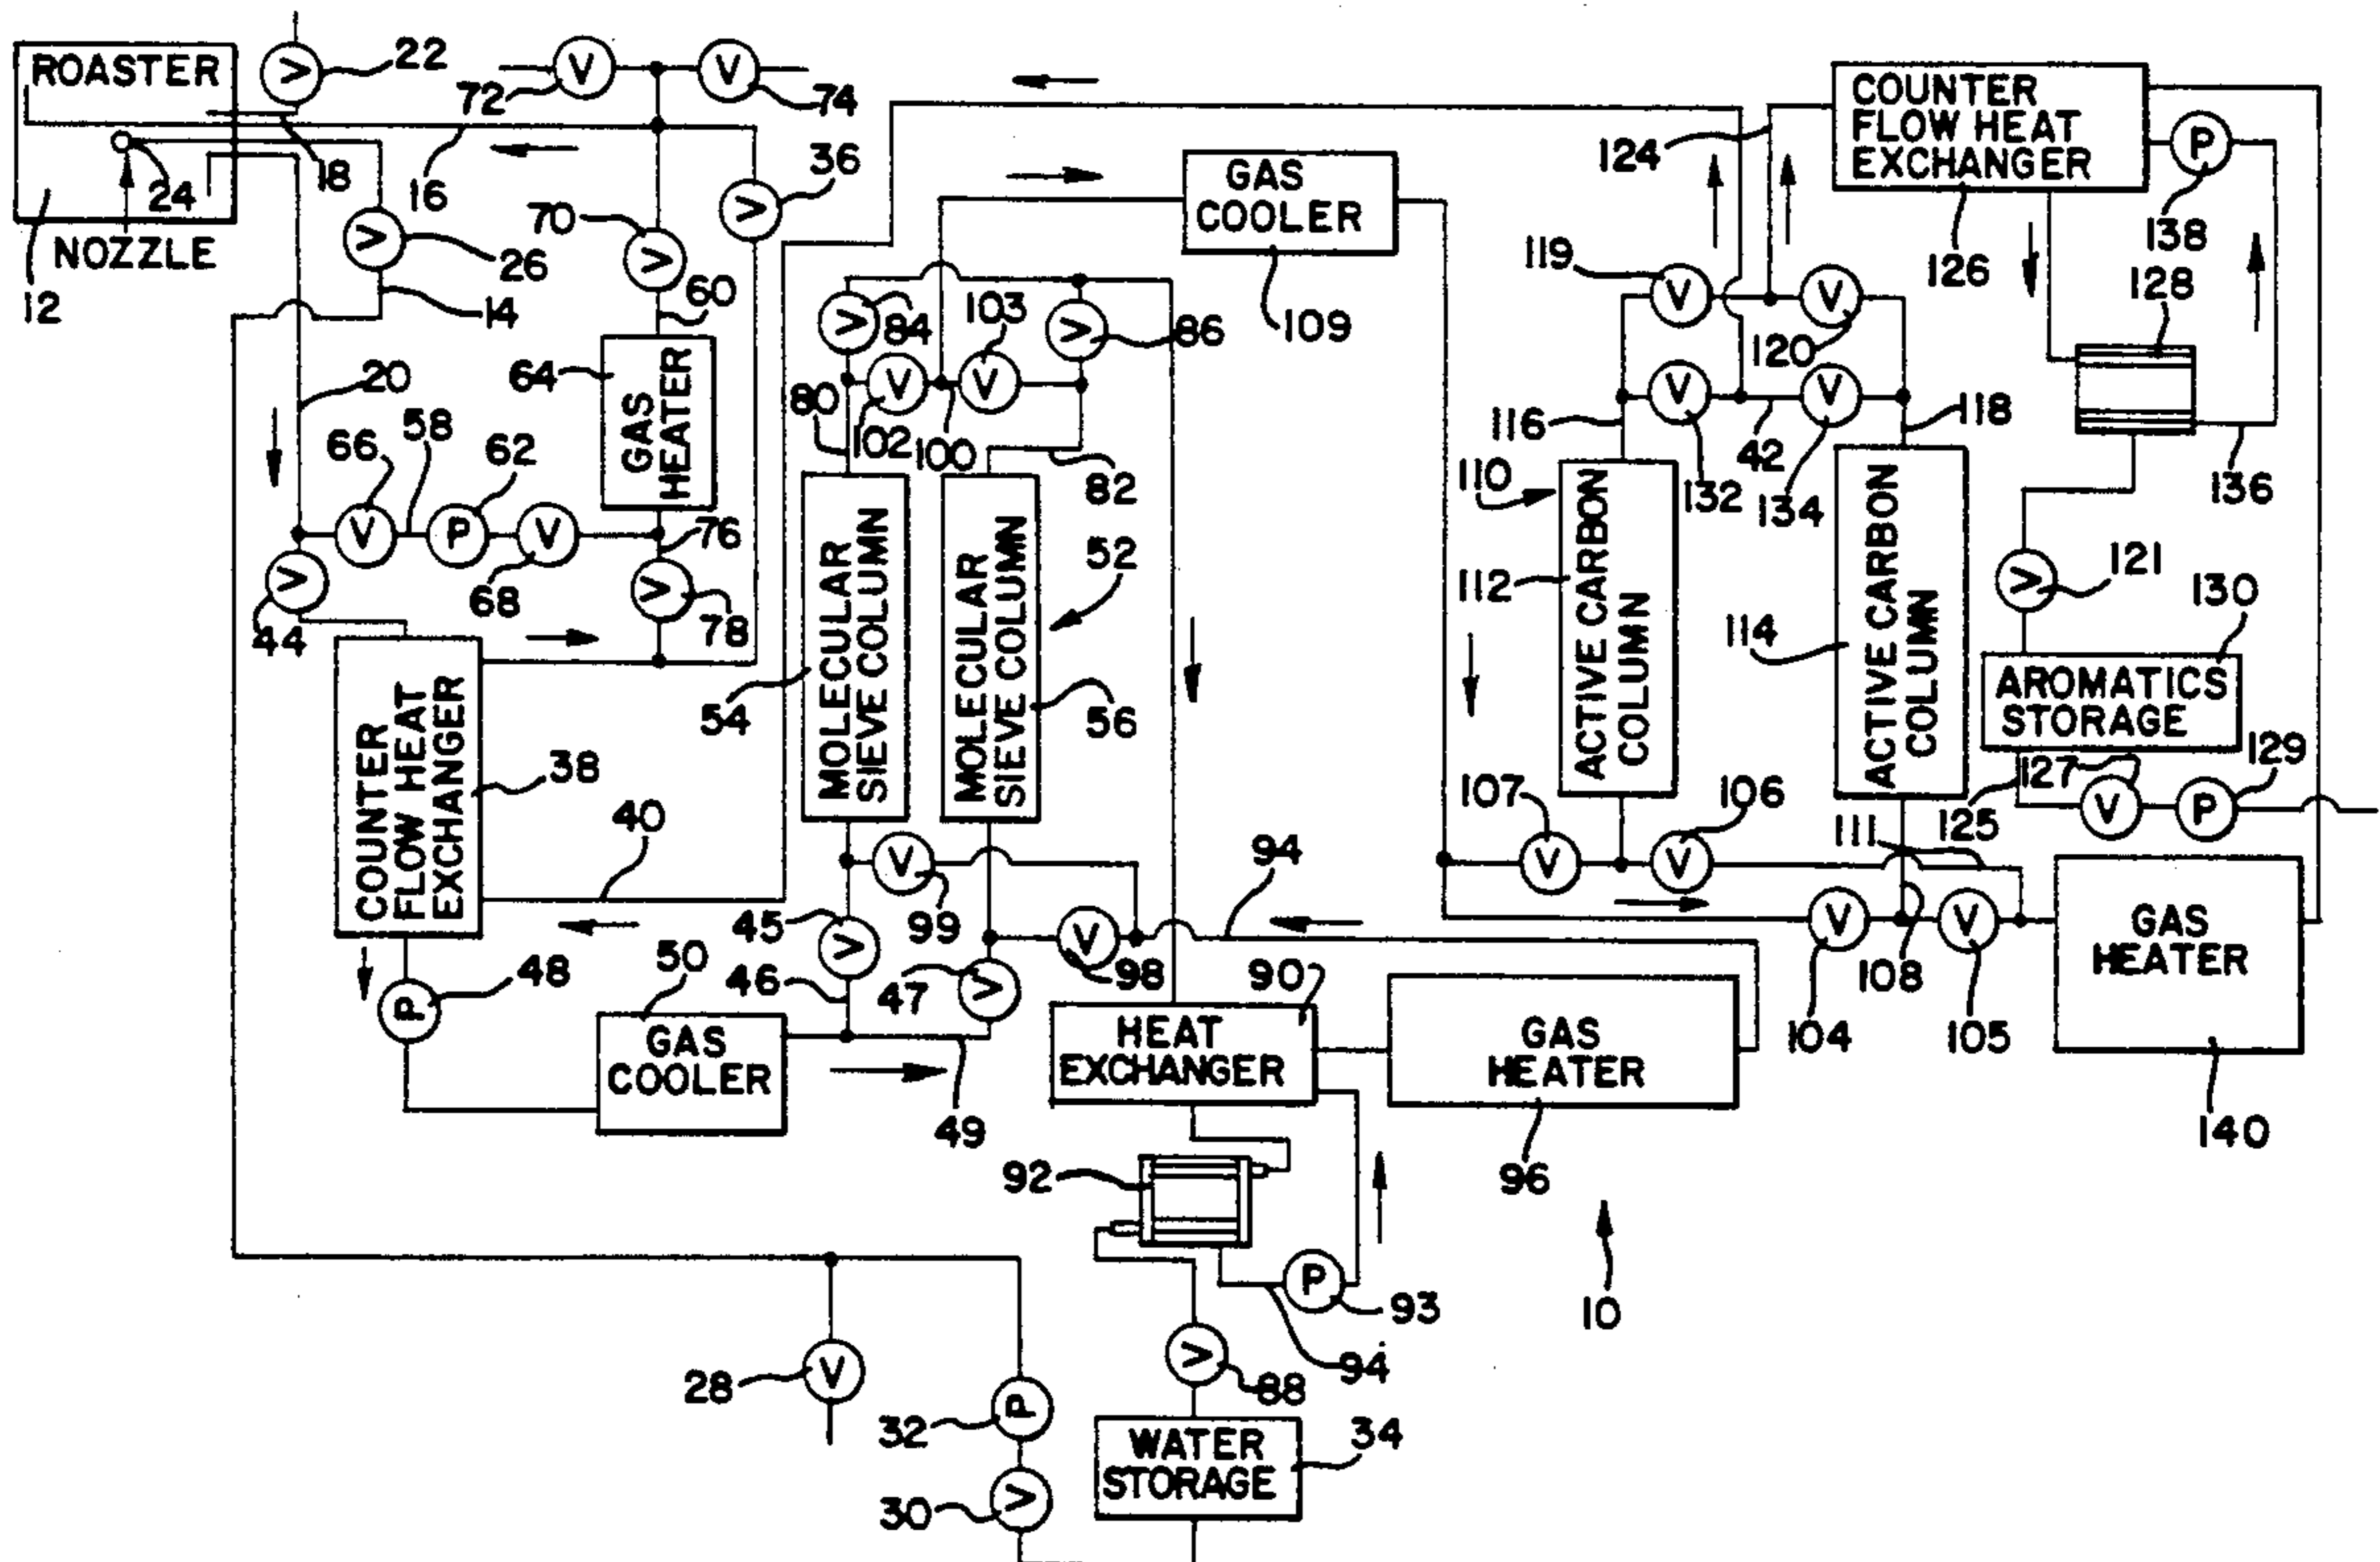 ROASTER
V
22
72
V
V
74
COUNTER
FLOW HEAT
EXCHANGER
P
138
126
124
18
16
24
NOZZLE
12
V
26
14
V
36
70
V
60
GAS
COOLER
109
119
V
V
120
128
20
64
GAS
HEATER
V
84
103
V
86
80
V
102
100
V
82
116
V
132
42
V
134
118
136
66
58
62
V
P
V
68
76
V
78
V
44
MOLECULAR
SIEVE COLUMN
54
MOLECULAR
SIEVE COLUMN
52
56
110
112
ACTIVE CARBON
COLUMN
114
ACTIVE CARBON
COLUMN
V
121
130
AROMATICS
STORAGE
127
129
125
V
P
COUNTER
FLOW HEAT
EXCHANGER
38
40
107
V
106
V
111
V
99
45
V
46
47
V
V
98
94
90
V
104
108
V
105
GAS
HEATER
140
48
P
50
GAS
COOLER
49
HEAT
EXCHANGER
GAS
HEATER
96
92
P
93
94
10
28
V
32
P
30
V
V
88
WATER
STORAGE
34